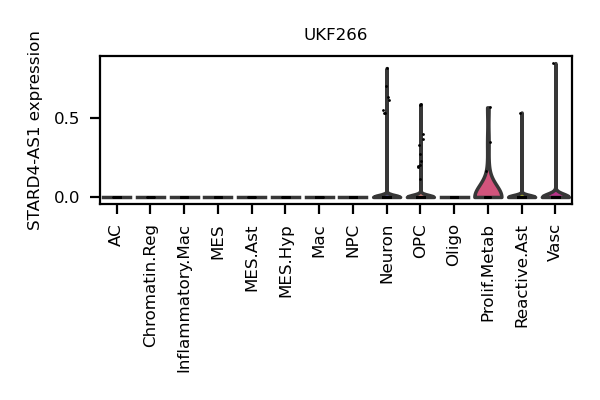 UKF266
STARD4-AS1 expression
0.5
0.0
AC
Chromatin.Reg
Inflammatory.Mac
MES
MES.Ast
MES.Hyp
Mac
NPC
Neuron
OPC
Oligo
Prolif.Metab
Reactive.Ast
Vasc